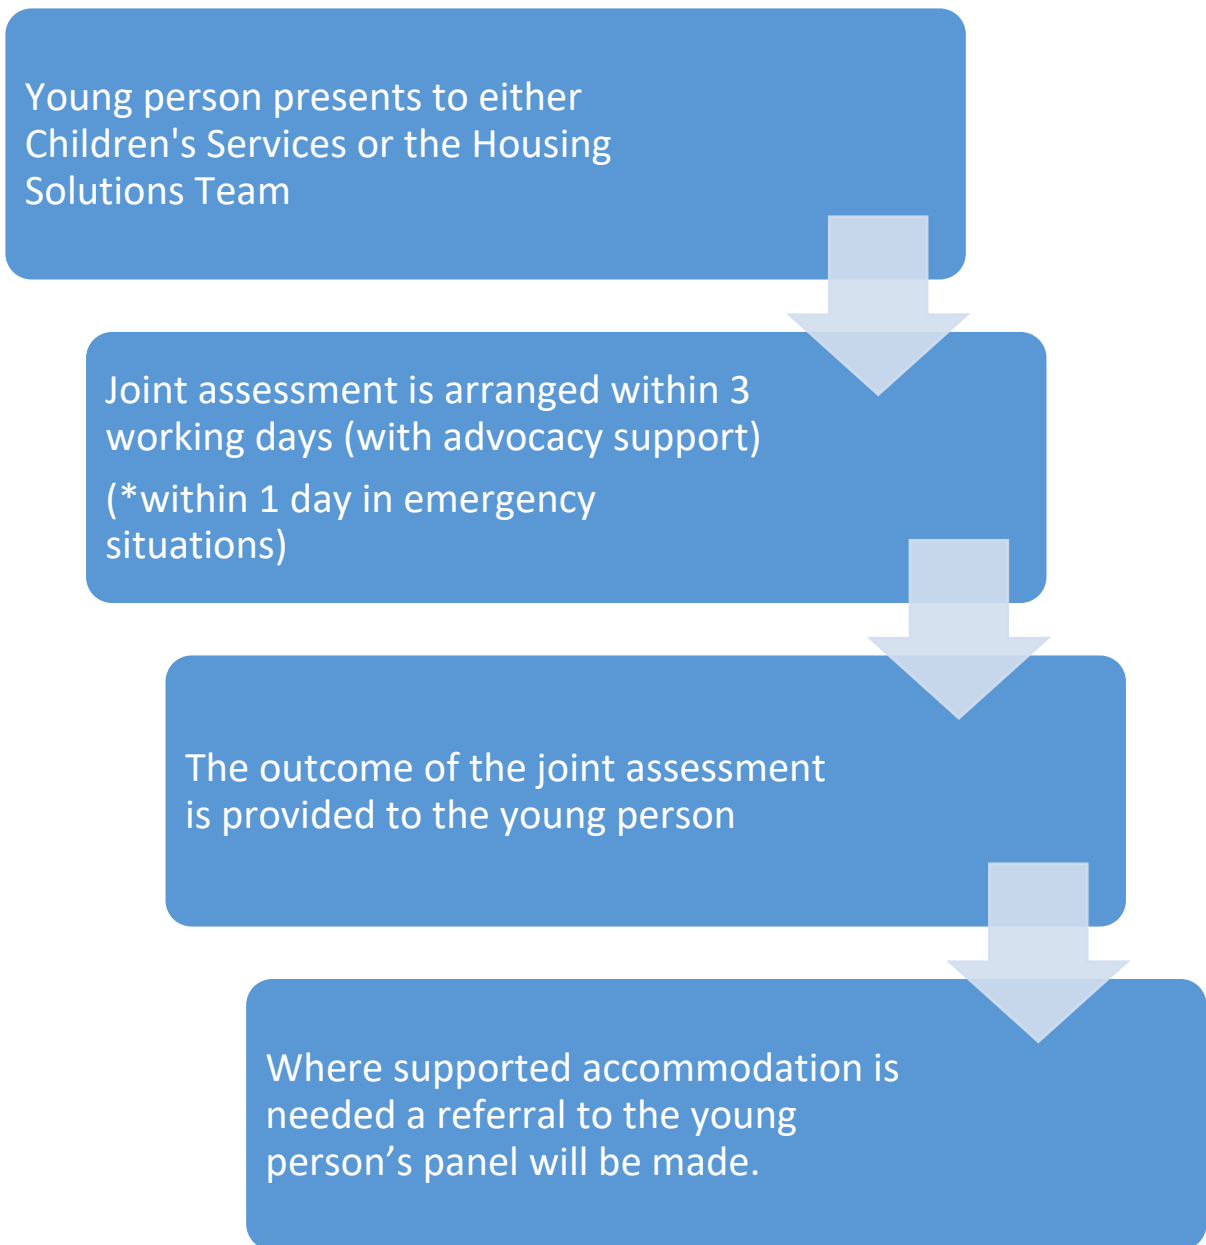 Young person presents to either
Children's Services or the Housing
Solutions Team
Joint assessment is arranged within 3
working days (with advocacy support)
(*within 1 day in emergency
situations)
The outcome of the joint assessment
is provided to the young person
Where supported accommodation is
needed a referral to the young
person’s panel will be made.